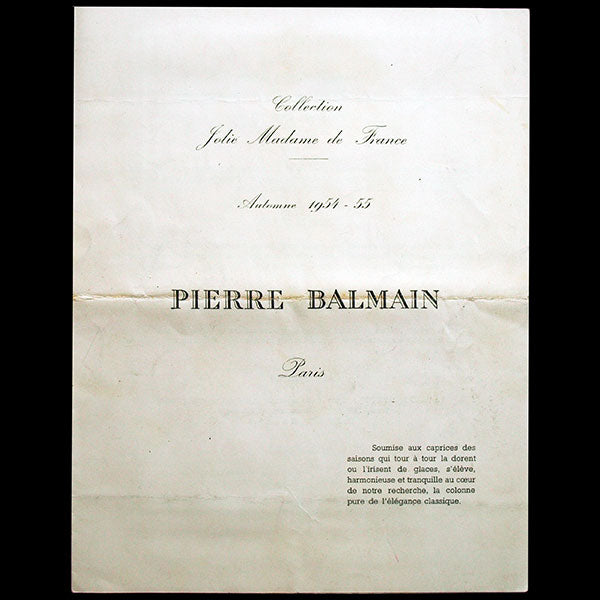 Collection
Jolie Madame de France
Automne 1954 - 55
PIERRE BALMAIN
Paris
Soumise aux caprices des
saisons qui tour à tour la dorent
ou l'irisent de glaces, s'élève,
harmonieuse et tranquille au cœur
de notre recherche, la colonne
pure de l'élégance classique.